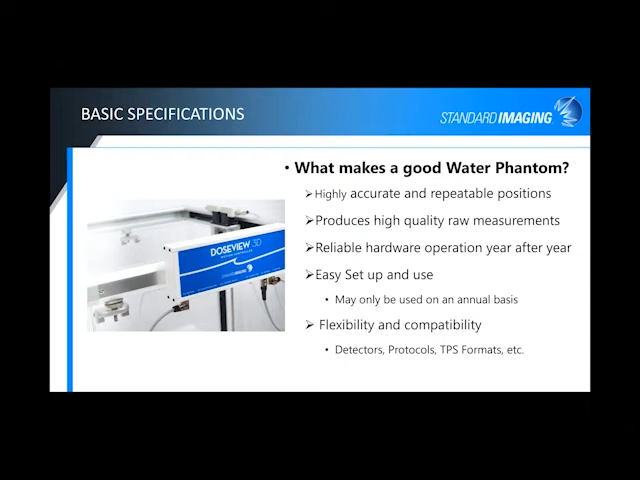 BASIC SPECIFICATIONS
STANDARD IMAGING
• What makes a good Water Phantom?
➢Highly accurate and repeatable positions
➢Produces high quality raw measurements
➢Reliable hardware operation year after year
➢Easy Set up and use
• May only be used on an annual basis
➢ Flexibility and compatibility
• Detectors, Protocols, TPS Formats, etc.
DOSEVIEW 3D
MOTION CONTROLLER